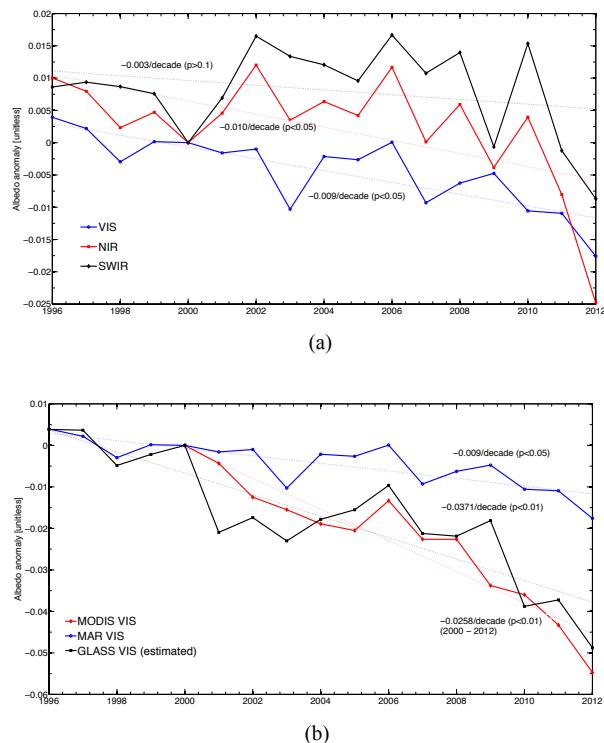 0.02
0.015
−0.003/decade (p>0.1)
0.01
0.005
−0.010/decade (p<0.05)
0
−0.005
−0.009/decade (p<0.05)
−0.01
−0.015
−0.02
−0.025
Albedo anomaly [unitless]
VIS
NIR
SWIR
1996 1998 2000 2002 2004 2006 2008 2010 2012
(a)
0.01
0
−0.009/decade (p<0.05)
−0.01
−0.0371/decade (p<0.01)
−0.02
−0.03
−0.04
−0.0258/decade (p<0.01)
(2000 − 2012)
−0.05
−0.06
Albedo anomaly [unitless]
MODIS VIS
MAR VIS
GLASS VIS (estimated)
1996 1998 2000 2002 2004 2006 2008 2010 2012
(b)